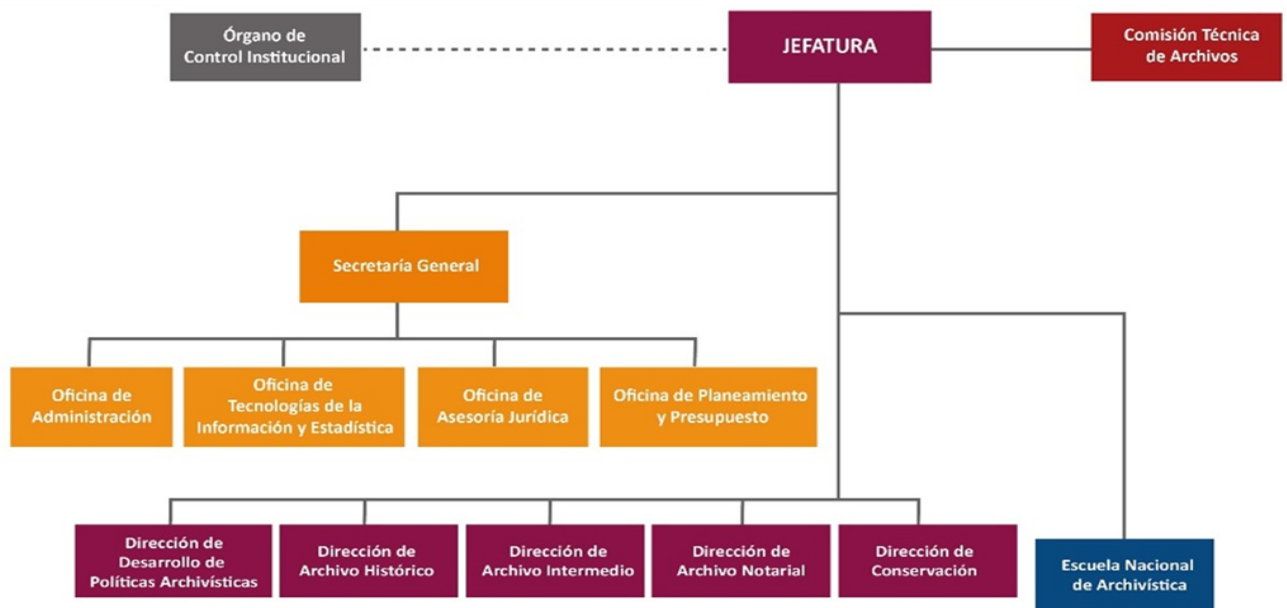 Órgano de
Control Institucional
JEFATURA
Comisión Técnica
de Archivos
Secretaría General
Oficina de
Administración
Oficina de
Tecnologías de la
Información y Estadística
Oficina de
Asesoría Jurídica
Oficina de Planeamiento
y Presupuesto
Dirección de
Desarrollo de
Políticas Archivísticas
Dirección de
Archivo Histórico
Dirección de
Archivo Intermedio
Dirección de
Archivo Notarial
Dirección de
Conservación
Escuela Nacional
de Archivística